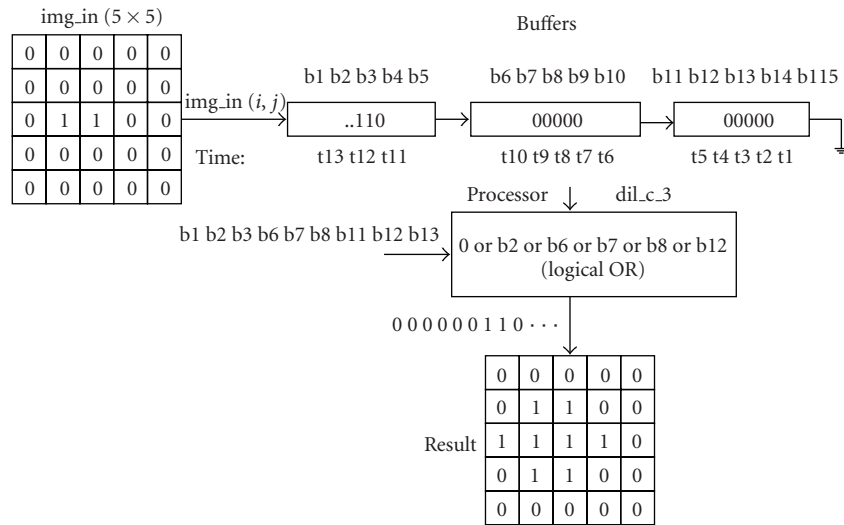 img_in (5 × 5)
Buffers
0 0 0 0 0
0 0 0 0 0
0 1 1 0 0
0 0 0 0 0
0 0 0 0 0
img_in (i, j)
b1 b2 b3 b4 b5
b6 b7 b8 b9 b10
b11 b12 b13 b14 b115
..110
00000
00000
Time:
t13 t12 t11
t10 t9 t8 t7 t6
t5 t4 t3 t2 t1
Processor
dil_c_3
b1 b2 b3 b6 b7 b8 b11 b12 b13
0 or b2 or b6 or b7 or b8 or b12
(logical OR)
0 0 0 0 0 0 1 1 0 · · ·
Result
0 0 0 0 0
0 1 1 0 0
1 1 1 1 0
0 1 1 0 0
0 0 0 0 0